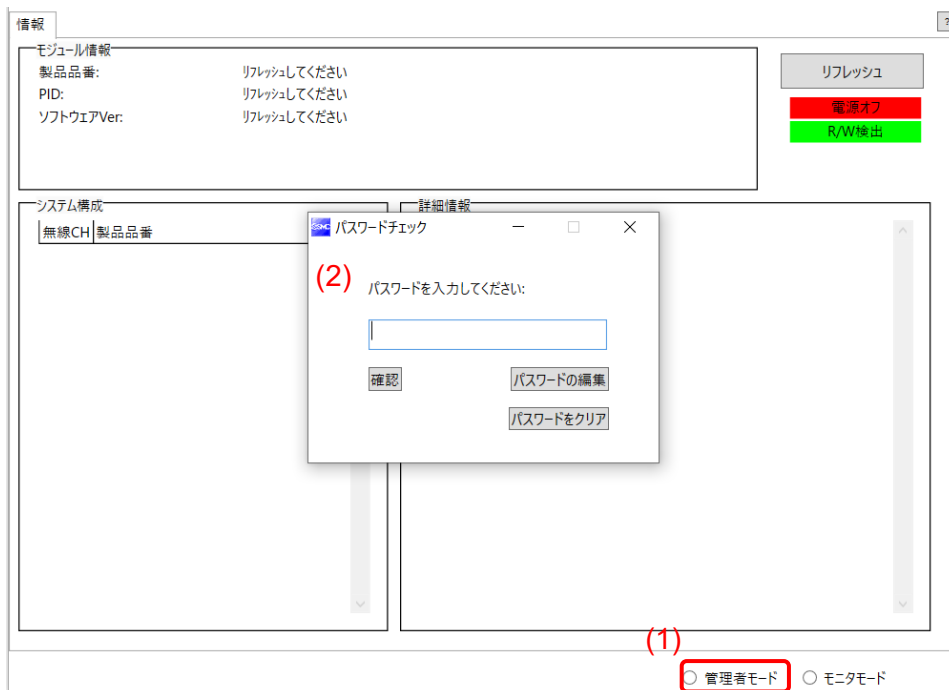 情報
?
モジュール情報
製品品番: リフレッシュしてください
PID: リフレッシュしてください
ソフトウェアVer: リフレッシュしてください
リフレッシュ
電源オフ
R/W検出
システム構成
無線CH 製品品番
詳細情報
SMC パスワードチェック
(2)
パスワードを入力してください:
確認 パスワードの編集
パスワードをクリア
(1)
管理者モード モニタモード